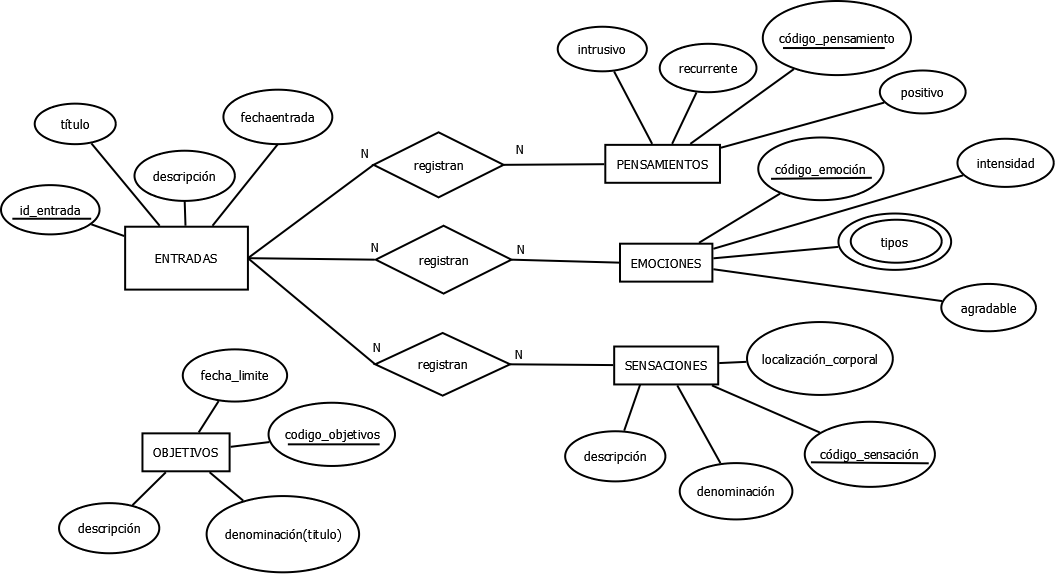 código_pensamiento
intrusivo
recurrente
positivo
título
fechaentrada
N
registran
N
PENSAMIENTOS
descripción
código_emoción
intensidad
id_entrada
ENTRADAS
N
registran
N
EMOCIONES
tipos
agradable
N
registran
N
SENSACIONES
localización_corporal
fecha_limite
codigo_objetivos
OBJETIVOS
descripción
código_sensación
denominación
descripción
denominación(titulo)